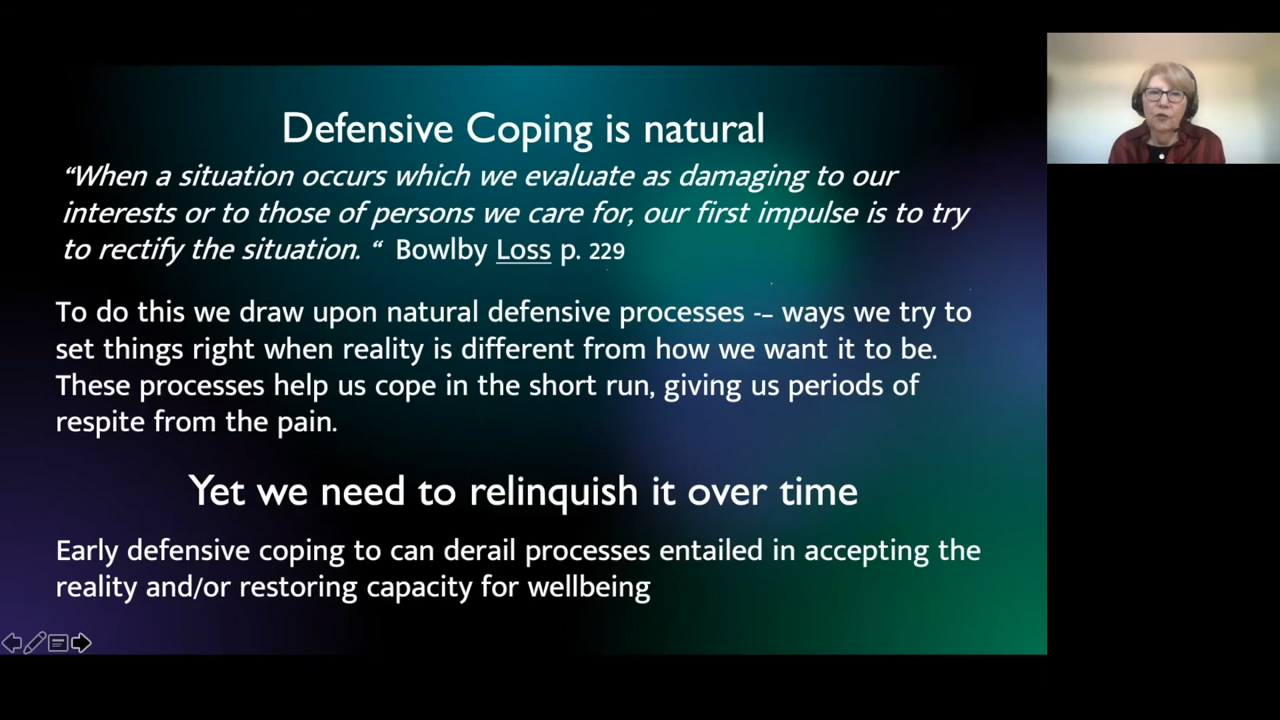 Defensive Coping is natural
“When a situation occurs which we evaluate as damaging to our
interests or to those of persons we care for, our first impulse is to try
to rectify the situation. “ Bowlby Loss p. 229
To do this we draw upon natural defensive processes -– ways we try to
set things right when reality is different from how we want it to be.
These processes help us cope in the short run, giving us periods of
respite from the pain.
Yet we need to relinquish it over time
Early defensive coping to can derail processes entailed in accepting the
reality and/or restoring capacity for wellbeing